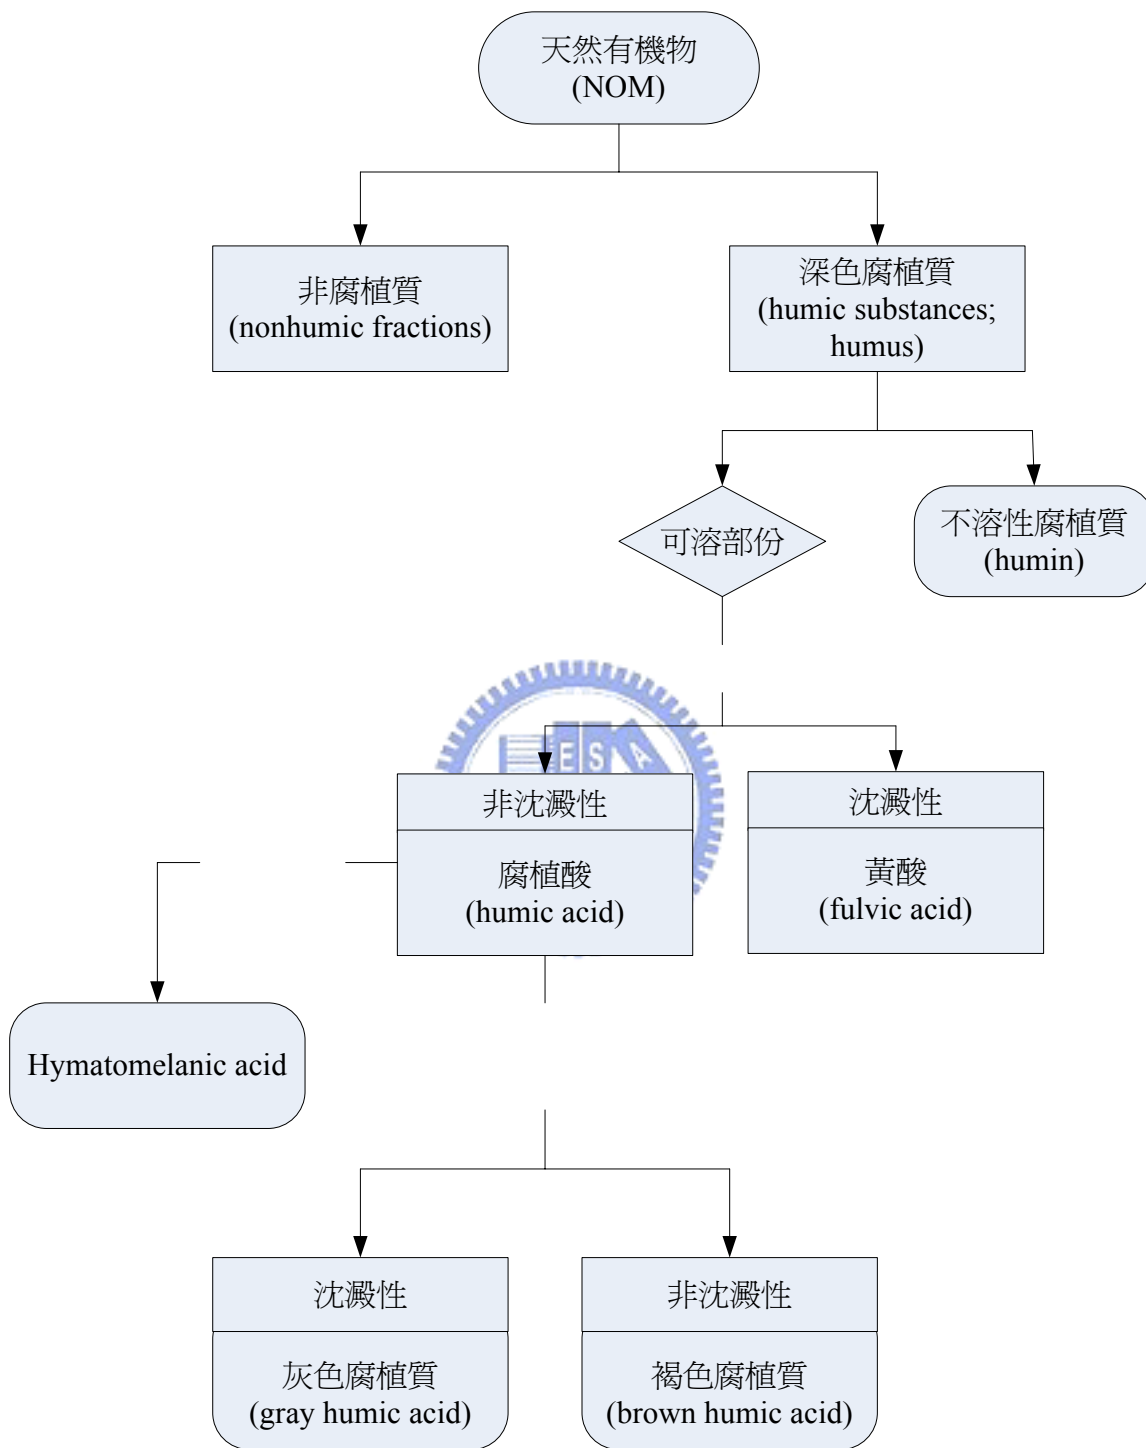 天然有機物
(NOM)
非腐植質
(nonhumic fractions)
深色腐植質
(humic substances;
humus)
可溶部份
不溶性腐植質
(humin)
E S A
非沈澱性
腐植酸
(humic acid)
沈澱性
黃酸
(fulvic acid)
Hymatomelanic acid
沈澱性
灰色腐植質
(gray humic acid)
非沈澱性
褐色腐植質
(brown humic acid)